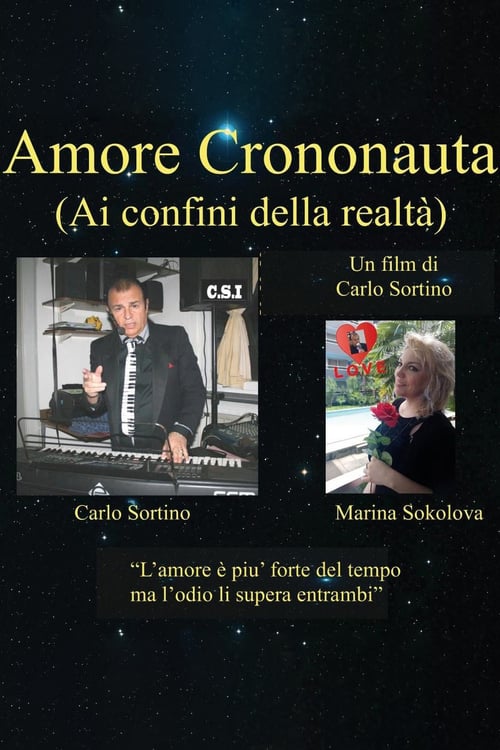 Amore Crononauta
(Ai confini della realtà)
Un film di
Carlo Sortino
C.S.I
LOVE
Carlo Sortino
Marina Sokolova
“L’amore è piu’ forte del tempo
ma l’odio li supera entrambi”